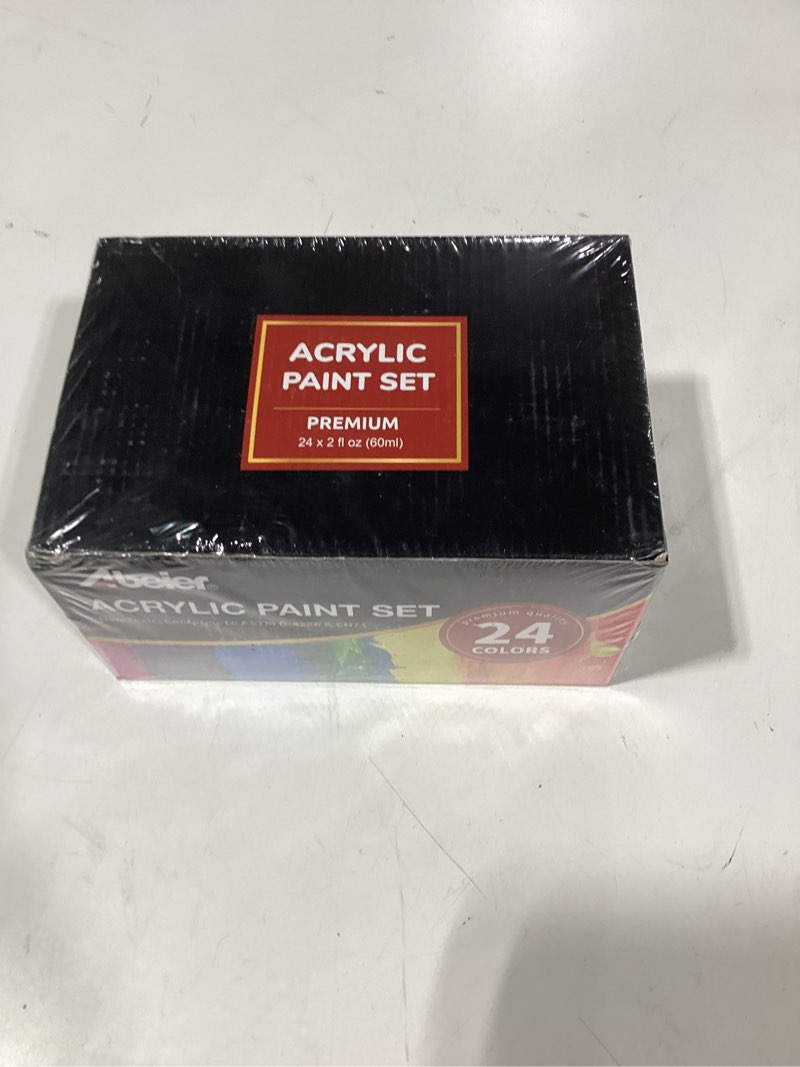 ACRYLIC
PAINT SET
PREMIUM
24 x 2 fl oz (60ml)
Abeier
ACRYLIC PAINT SET
premium quality
24
COLORS